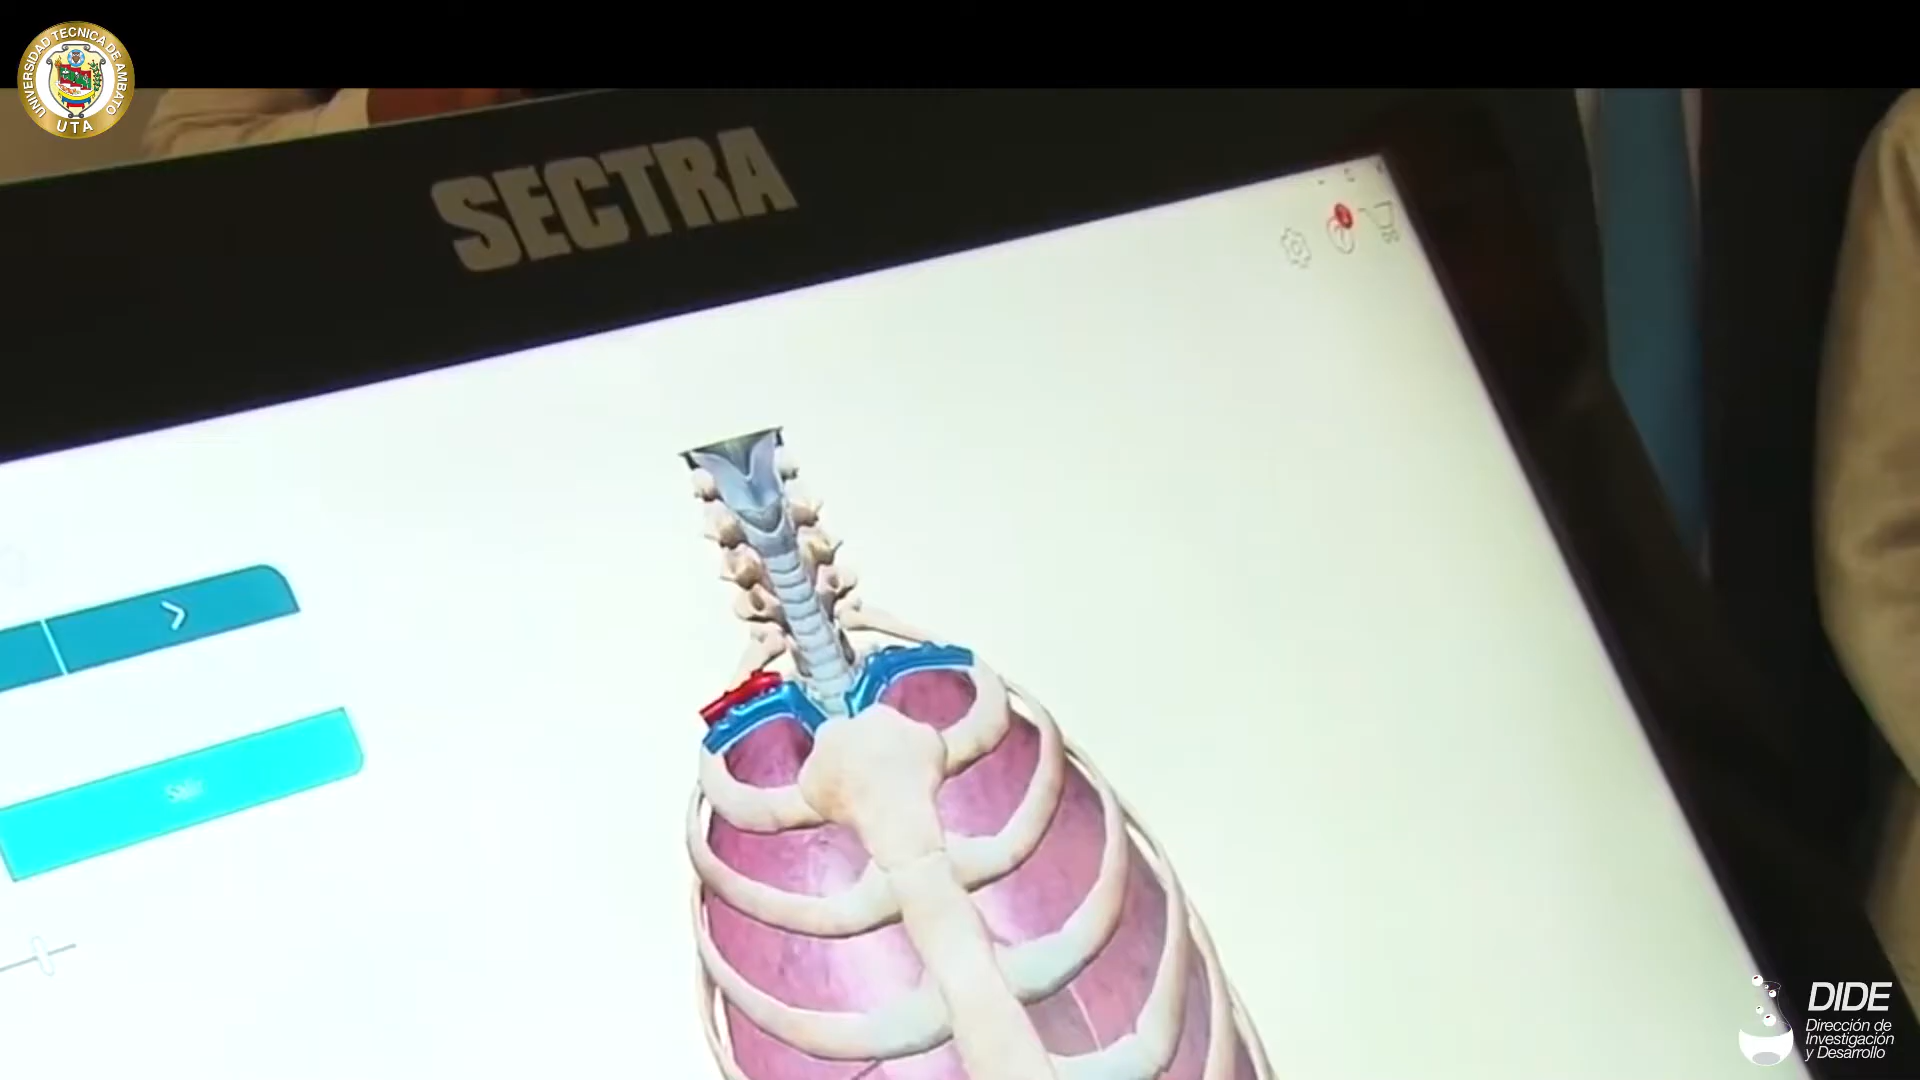 UNIVERSIDAD TECNICA DE AMBATO
UTA
SECTRA
Salir
DIDE
Dirección de
Investigación
y Desarrollo